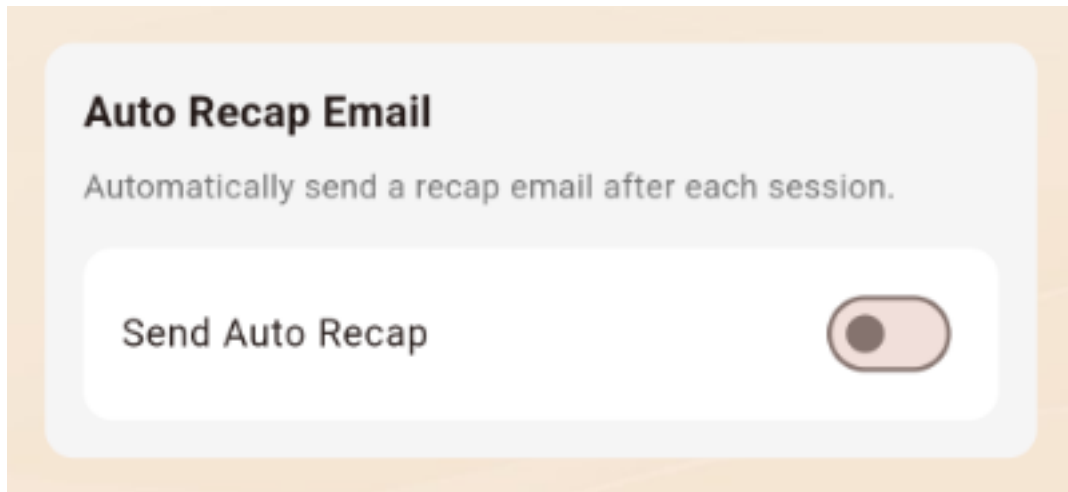 Auto Recap Email
Automatically send a recap email after each session.
Send Auto Recap